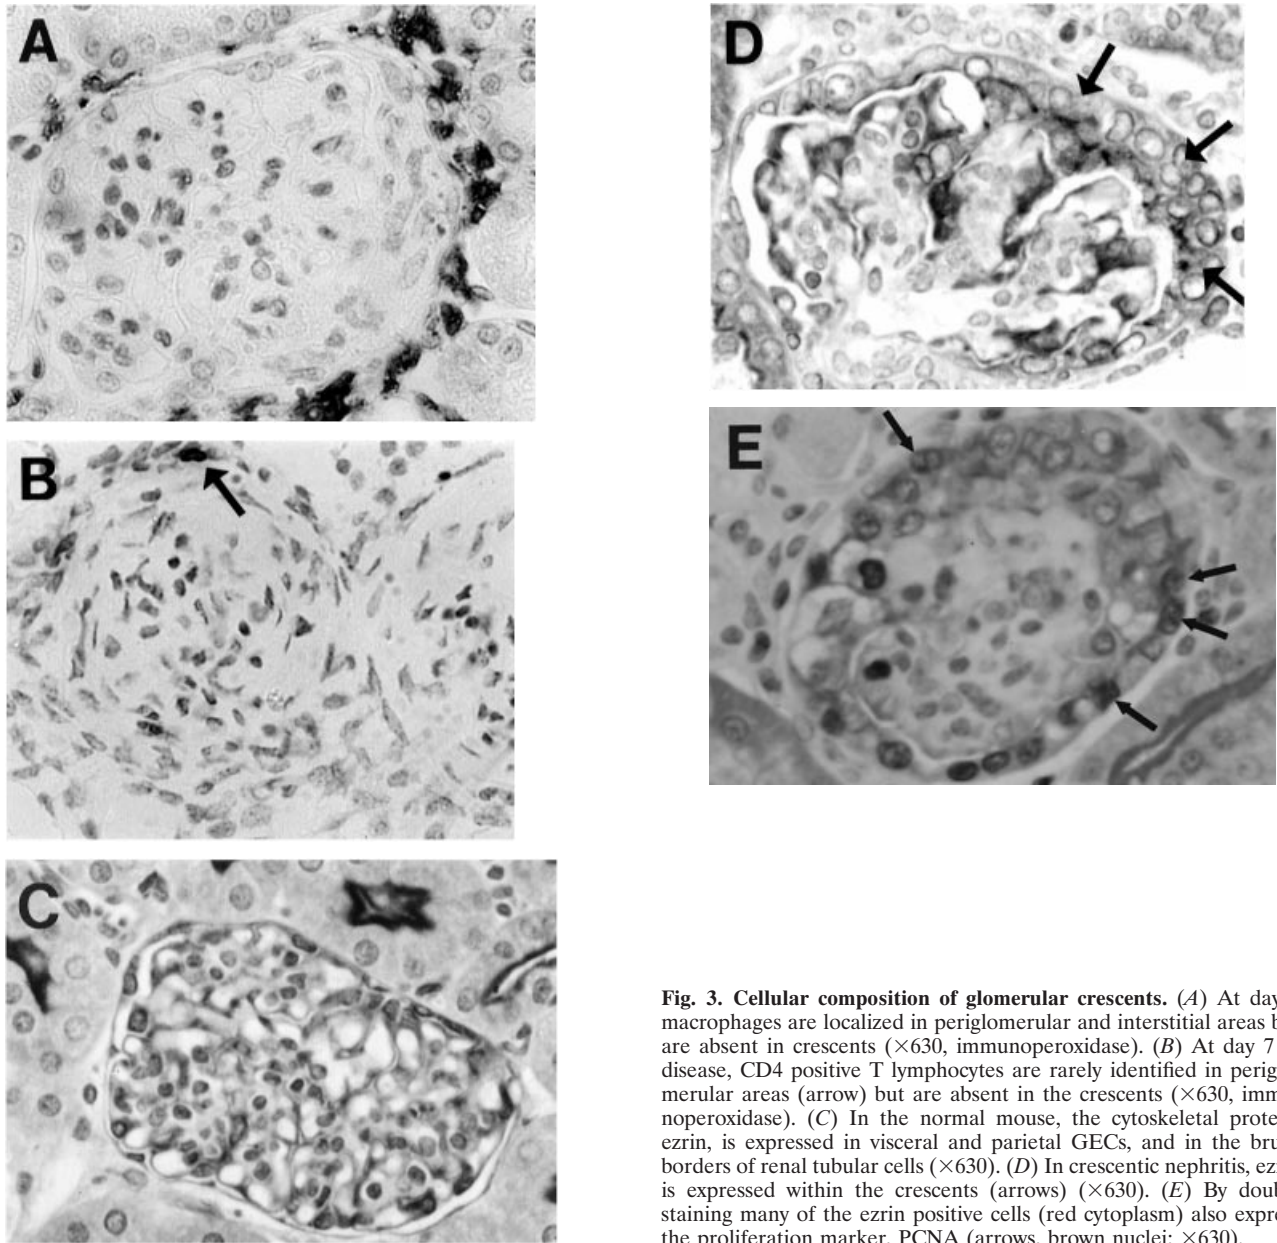 A
B
C
D
E
Fig. 3. Cellular composition of glomerular crescents. (A) At day
macrophages are localized in periglomerular and interstitial areas b
are absent in crescents (×630, immunoperoxidase). (B) At day 7
disease, CD4 positive T lymphocytes are rarely identified in perig
merular areas (arrow) but are absent in the crescents (×630, imm
noperoxidase). (C) In the normal mouse, the cytoskeletal prote
ezrin, is expressed in visceral and parietal GECs, and in the bru
borders of renal tubular cells (×630). (D) In crescentic nephritis, ezr
is expressed within the crescents (arrows) (×630). (E) By doub
staining many of the ezrin positive cells (red cytoplasm) also expre
the proliferation marker, PCNA (arrows, brown nuclei; ×630).